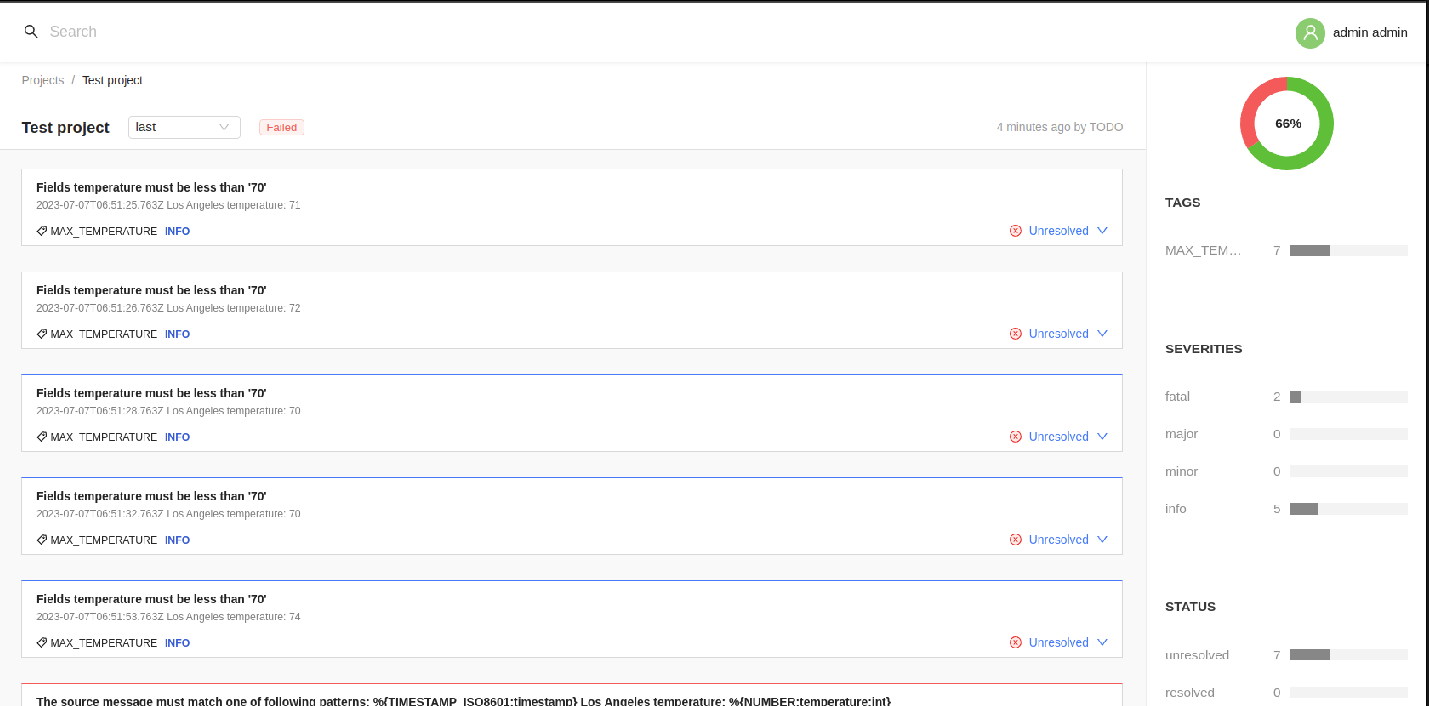 Search
admin admin
Projects / Test project
Test project last Failed 4 minutes ago by TODO
Fields temperature must be less than '70'
2023-07-07T06:51:25.763Z Los Angeles temperature: 71
MAX_TEMPERATURE INFO Unresolved
Fields temperature must be less than '70'
2023-07-07T06:51:26.763Z Los Angeles temperature: 72
MAX_TEMPERATURE INFO Unresolved
Fields temperature must be less than '70'
2023-07-07T06:51:28.763Z Los Angeles temperature: 70
MAX_TEMPERATURE INFO Unresolved
Fields temperature must be less than '70'
2023-07-07T06:51:32.763Z Los Angeles temperature: 70
MAX_TEMPERATURE INFO Unresolved
Fields temperature must be less than '70'
2023-07-07T06:51:53.763Z Los Angeles temperature: 74
MAX_TEMPERATURE INFO Unresolved
The source message must match one of following patterns: %{TIMESTAMP_ISO8601:timestamp} Los Angeles temperature: %{NUMBER:temperature:int}
66%
TAGS
MAX_TEM... 7
SEVERITIES
fatal 2
major 0
minor 0
info 5
STATUS
unresolved 7
resolved 0